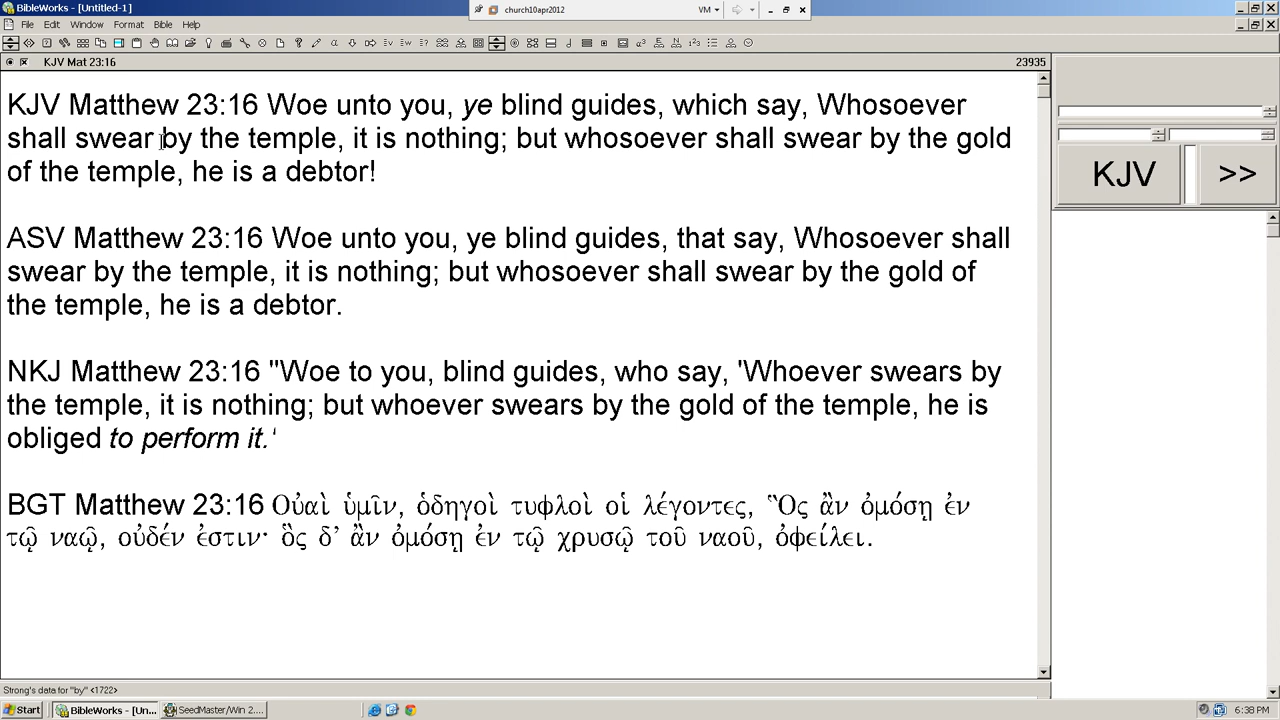 BibleWorks - [Untitled-1]
church10apr2012
VM
File Edit Window Format Bible Help
KJV Mat 23:16
23935
KJV Matthew 23:16 Woe unto you, ye blind guides, which say, Whosoever
shall swear by the temple, it is nothing; but whosoever shall swear by the gold
of the temple, he is a debtor!
ASV Matthew 23:16 Woe unto you, ye blind guides, that say, Whosoever shall
swear by the temple, it is nothing; but whosoever shall swear by the gold of
the temple, he is a debtor.
NKJ Matthew 23:16 "Woe to you, blind guides, who say, 'Whoever swears by
the temple, it is nothing; but whoever swears by the gold of the temple, he is
obliged to perform it.'
BGT Matthew 23:16 Οὐαὶ ὑμῖν, ὁδηγοὶ τυφλοὶ οἱ λέγοντες, Ὃς ἂν ὀμόσῃ ἐν
τῷ ναῷ, οὐδέν ἐστιν· ὃς δ' ἂν ὀμόσῃ ἐν τῷ χρυσῷ τοῦ ναοῦ, ὀφείλει.
KJV
>>
Strong's data for "by" <1722>
Start
BibleWorks - [Un...
SeedMaster/Win 2....
6:38 PM